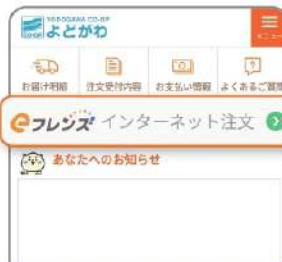 YODOGAWA CO-OP
よどがわ
メニュー
お届け明細 注文受付内容 お支払い情報 よくあるご質問
eフレンズ インターネット注文
あなたへのお知らせ